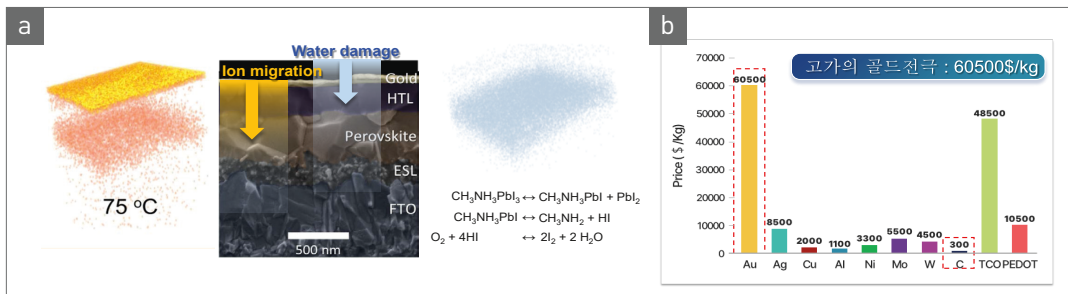 a
75 °C
Water damage
Ion migration
Gold
HTL
Perovskite
ESL
FTO
500 nm
CH₃NH₃PbI₃ ↔ CH₃NH₃PbI + PbI₂
CH₃NH₃PbI ↔ CH₃NH₂ + HI
O₂ + 4HI ↔ 2I₂ + 2 H₂O
b
고가의 골드전극 : 60500$/kg
Price ( $ /Kg)
70000
60000
50000
40000
30000
20000
10000
0
60500
8500
2000
1100
3300
5500
4500
300
48500
10500
Au Ag Cu Al Ni Mo W C TCO PEDOT